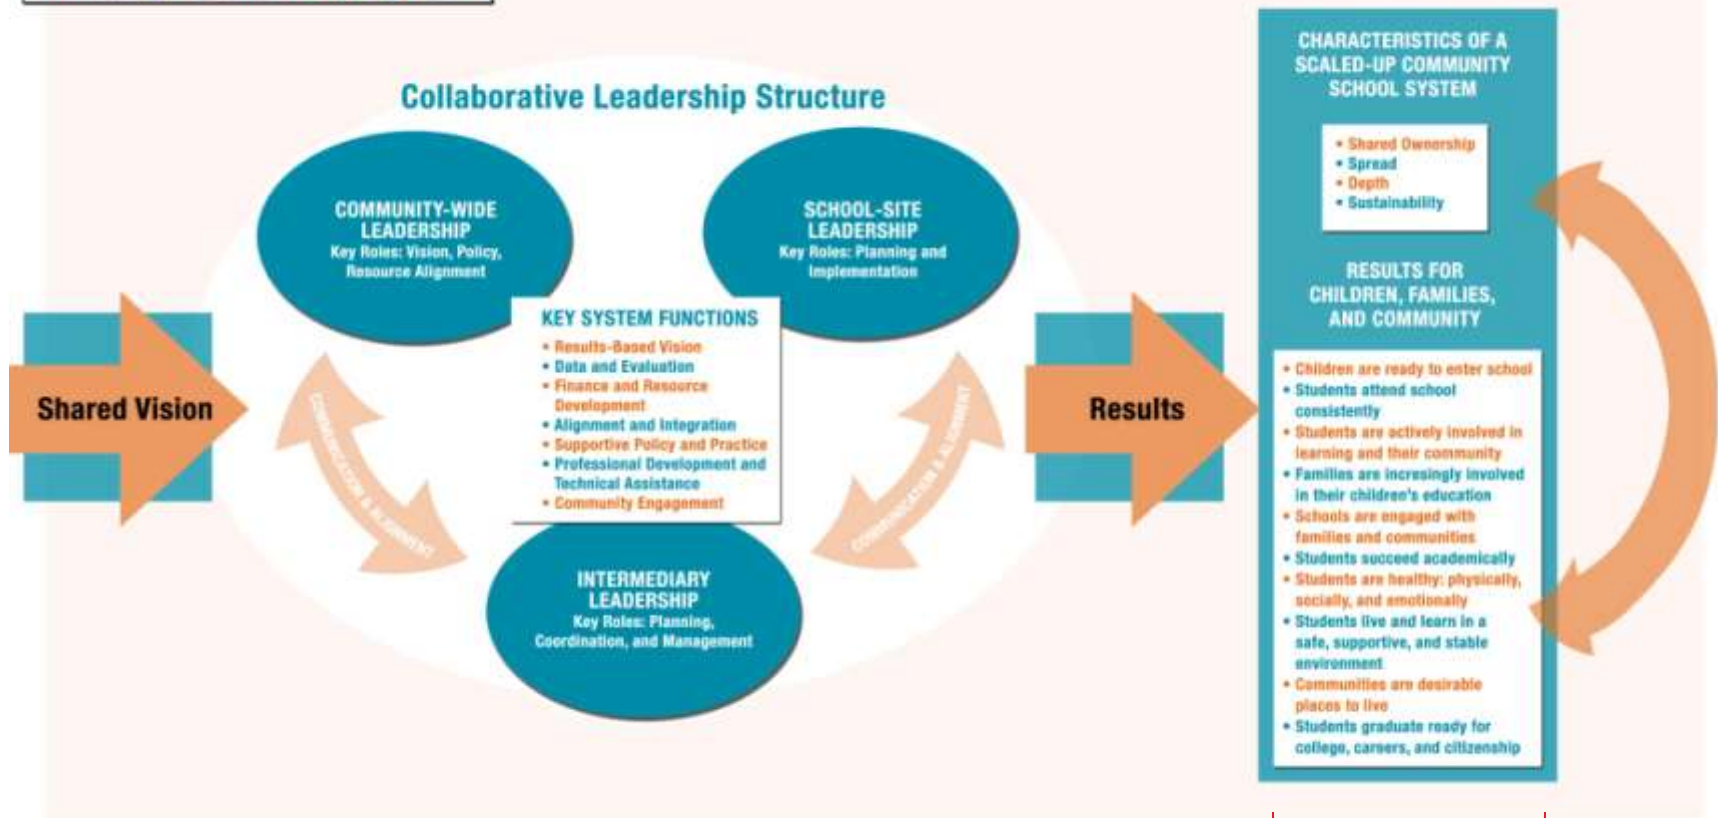 Collaborative Leadership Structure
COMMUNITY-WIDE
LEADERSHIP
Key Roles: Vision, Policy,
Resource Alignment
SCHOOL-SITE
LEADERSHIP
Key Roles: Planning and
Implementation
KEY SYSTEM FUNCTIONS
• Results-Based Vision
• Data and Evaluation
• Finance and Resource
Development
• Alignment and Integration
• Supportive Policy and Practice
• Professional Development and
Technical Assistance
• Community Engagement
Shared Vision
COMMUNICATION & ALIGNMENT
COMMUNICATION & ALIGNMENT
INTERMEDIARY
LEADERSHIP
Key Roles: Planning,
Coordination, and Management
Results
CHARACTERISTICS OF A
SCALED-UP COMMUNITY
SCHOOL SYSTEM
• Shared Ownership
• Spread
• Depth
• Sustainability
RESULTS FOR
CHILDREN, FAMILIES,
AND COMMUNITY
• Children are ready to enter school
• Students attend school
consistently
• Students are actively involved in
learning and their community
• Families are incresingly involved
in their children's education
• Schools are engaged with
families and communities
• Students succeed academically
• Students are healthy: physically,
socially, and emotionally
• Students live and learn in a
safe, supportive, and stable
environment
• Communities are desirable
places to live
• Students graduate ready for
college, careers, and citizenship